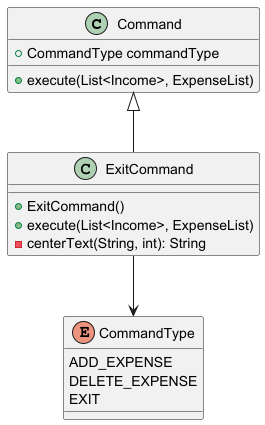 C Command
CommandType commandType
execute(List<Income>, ExpenseList)
C ExitCommand
ExitCommand()
execute(List<Income>, ExpenseList)
centerText(String, int): String
E CommandType
ADD_EXPENSE
DELETE_EXPENSE
EXIT